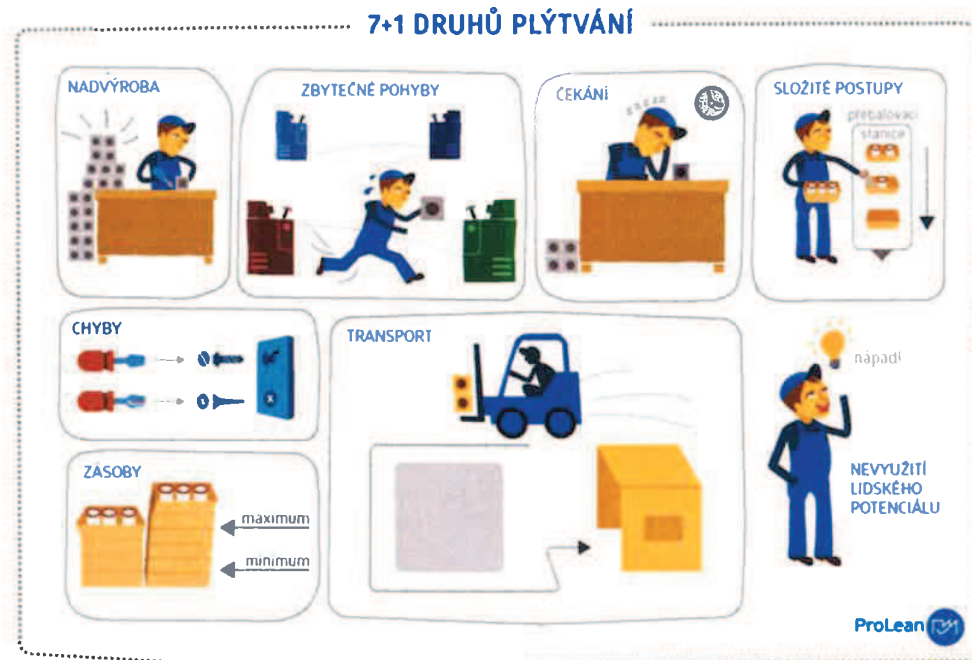 7+1 DRUHŮ PLÝTVÁNÍ
NADVÝROBA
ZBYTEČNÉ POHYBY
ČEKÁNÍ
zzzzz
SLOŽITÉ POSTUPY
přebalovací
stanice
CHYBY
TRANSPORT
nápad!
ZÁSOBY
maximum
minimum
NEVYUŽITÍ
LIDSKÉHO
POTENCIÁLU
ProLean